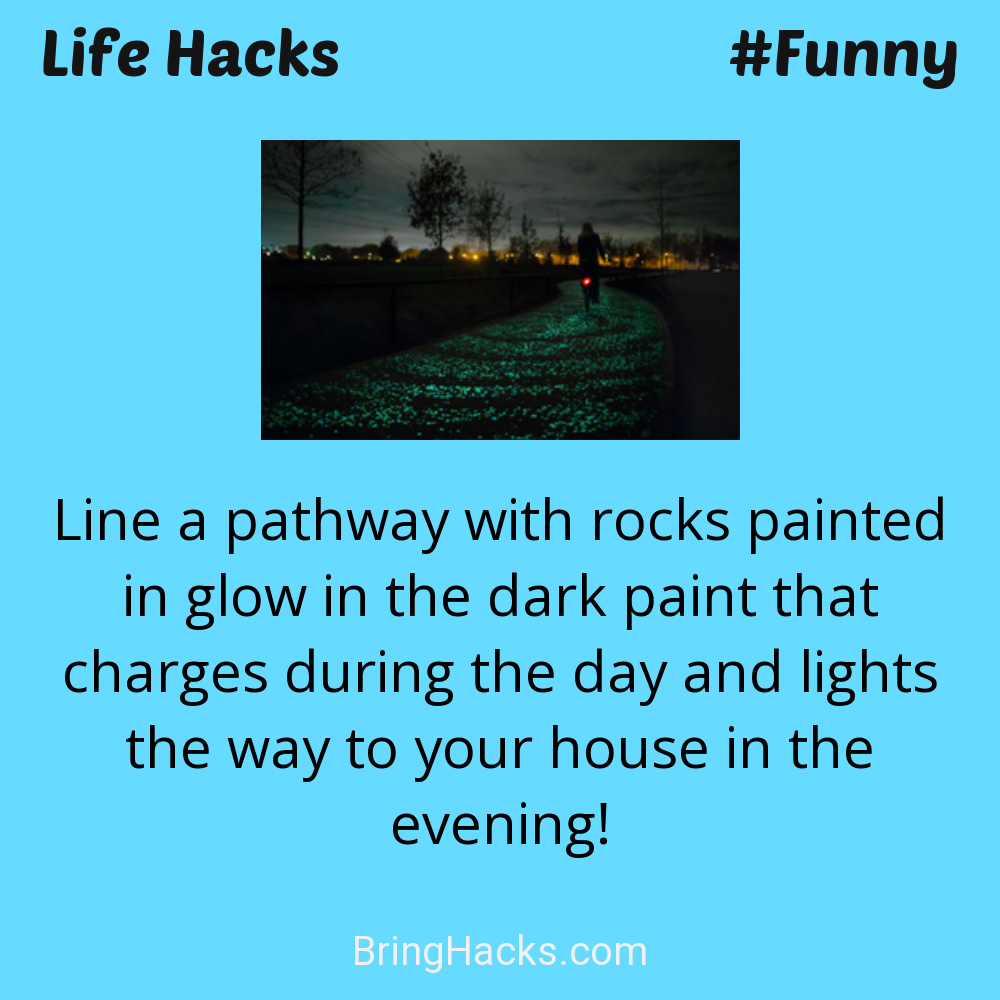 Life Hacks
#Funny
Line a pathway with rocks painted
in glow in the dark paint that
charges during the day and lights
the way to your house in the
evening!
BringHacks.com